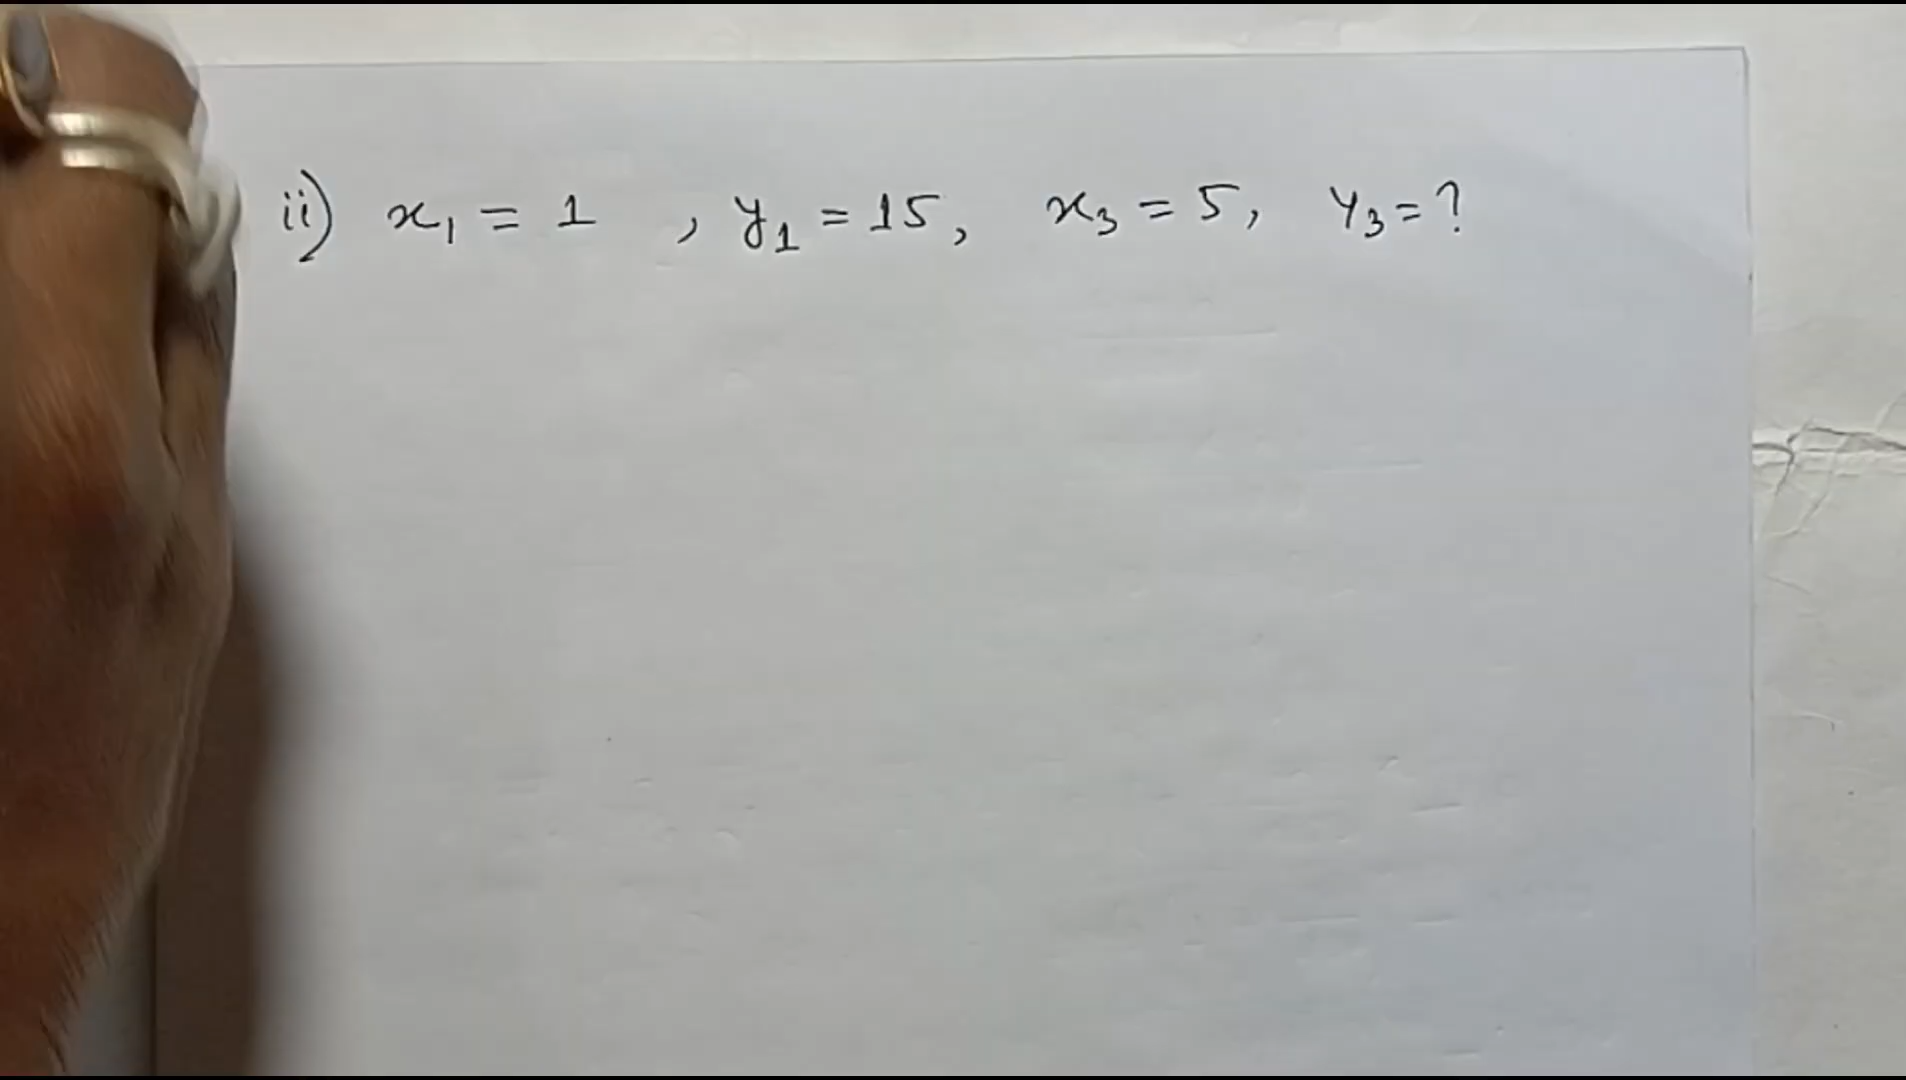 ii) x₁ = 1 , y₁ = 15, x₃ = 5, y₃ = ?